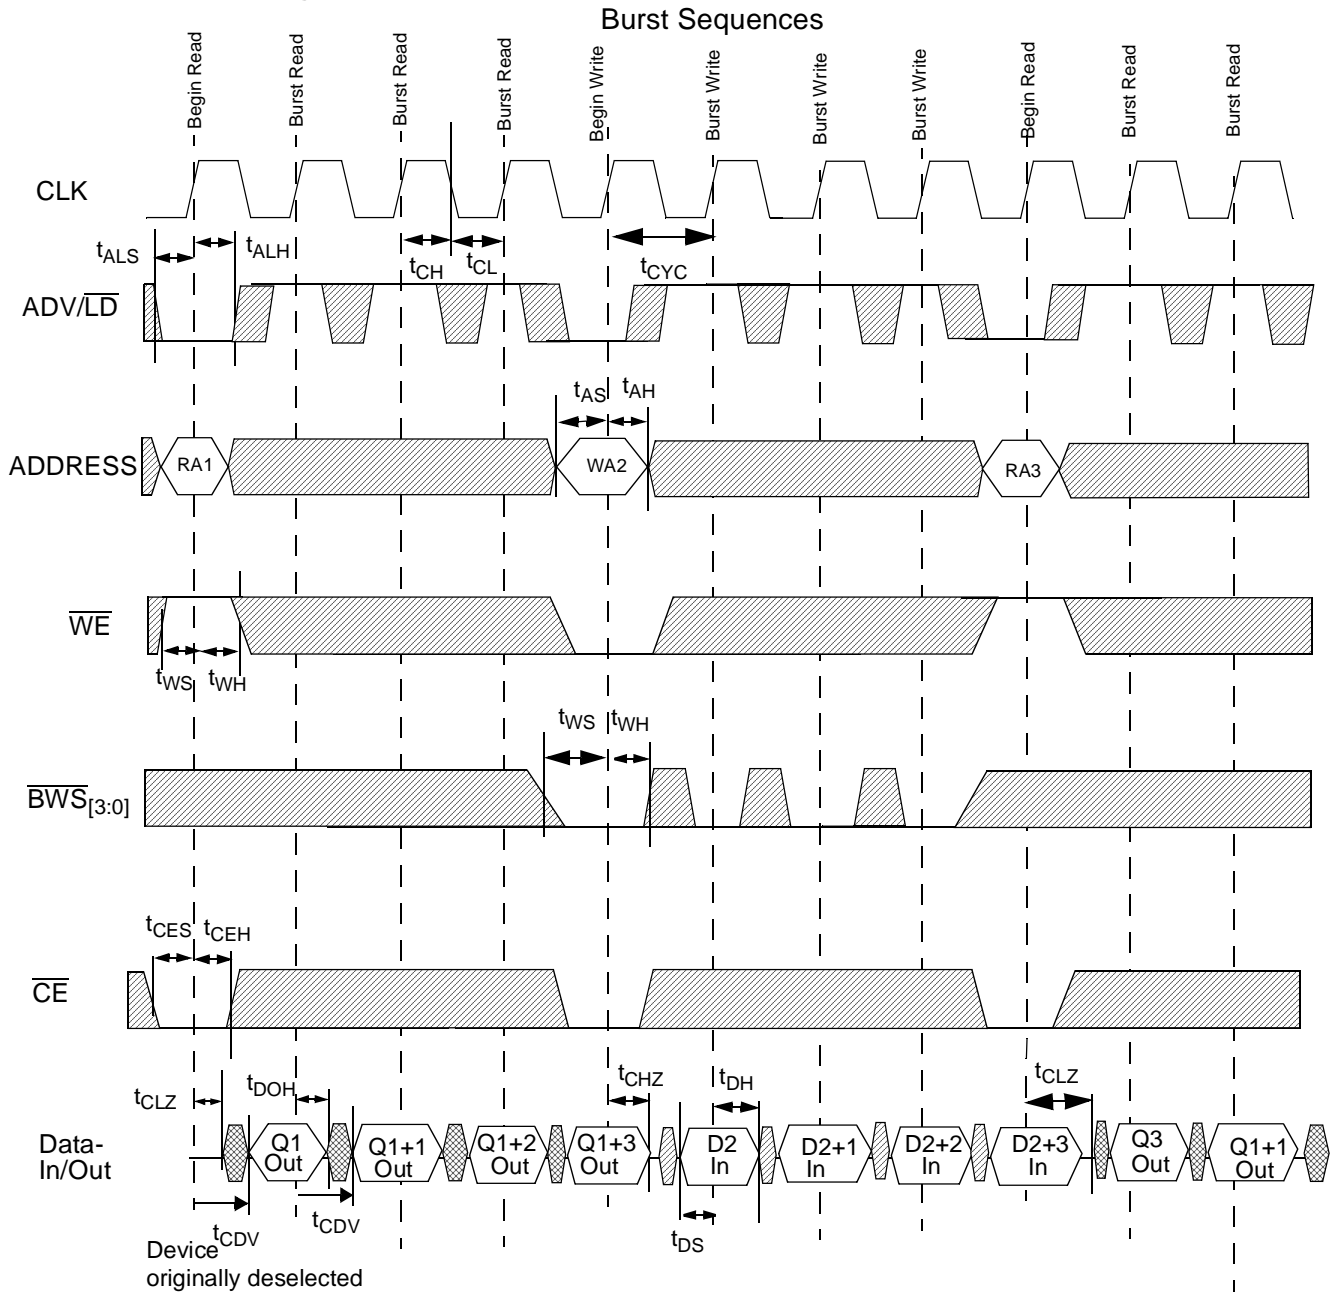 Burst Sequences
Begin Read
Burst Read
Burst Read
Burst Read
Begin Write
Burst Write
Burst Write
Burst Write
Begin Read
Burst Read
Burst Read
CLK
tALS
tALH
tCH
tCL
tCYC
ADV/LD
tAS
tAH
ADDRESS
RA1
WA2
RA3
WE
tWS
tWH
tWS
tWH
BWS[3:0]
tCES
tCEH
CE
tCLZ
tDOH
tCHZ
tDH
tCLZ
Data-
In/Out
Q1
Out
Q1+1
Out
Q1+2
Out
Q1+3
Out
D2
In
D2+1
In
D2+2
In
D2+3
In
Q3
Out
Q1+1
Out
tCDV
tCDV
tDS
Device
originally deselected